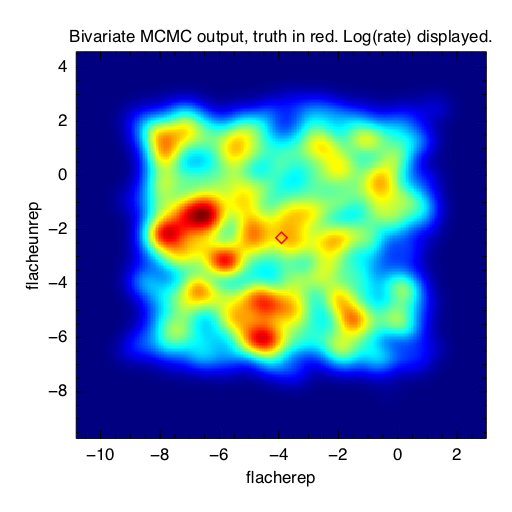 Bivariate MCMC output, truth in red. Log(rate) displayed.
4
2
0
−2
−4
−6
−8
flacheunrep
−10 −8 −6 −4 −2 0 2
flacherep